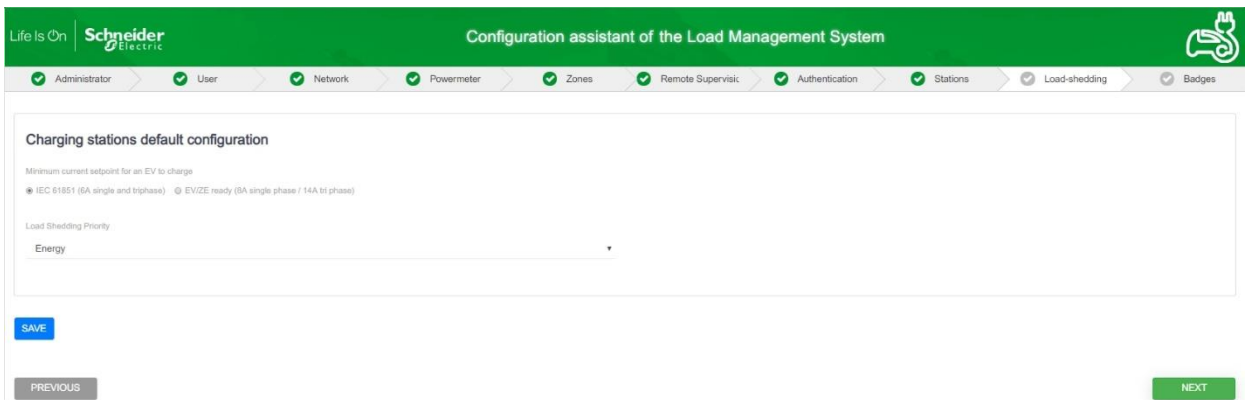 Life Is On | Schneider Electric
Configuration assistant of the Load Management System
Administrator User Network Powermeter Zones Remote Supervisic Authentication Stations Load-shedding Badges
Charging stations default configuration
Minimum current setpoint for an EV to charge
IEC 61851 (6A single and triphase) EV/ZE ready (8A single phase / 14A tri phase)
Load Shedding Priority
Energy
SAVE
PREVIOUS NEXT